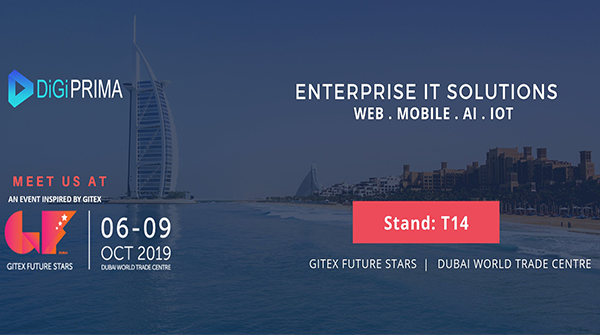 DiGiPRIMA
ENTERPRISE IT SOLUTIONS
WEB . MOBILE . AI . IOT
MEET US AT
AN EVENT INSPIRED BY GITEX
GF
GITEX FUTURE STARS
06-09
OCT 2019
DUBAI WORLD TRADE CENTRE
Stand: T14
GITEX FUTURE STARS | DUBAI WORLD TRADE CENTRE